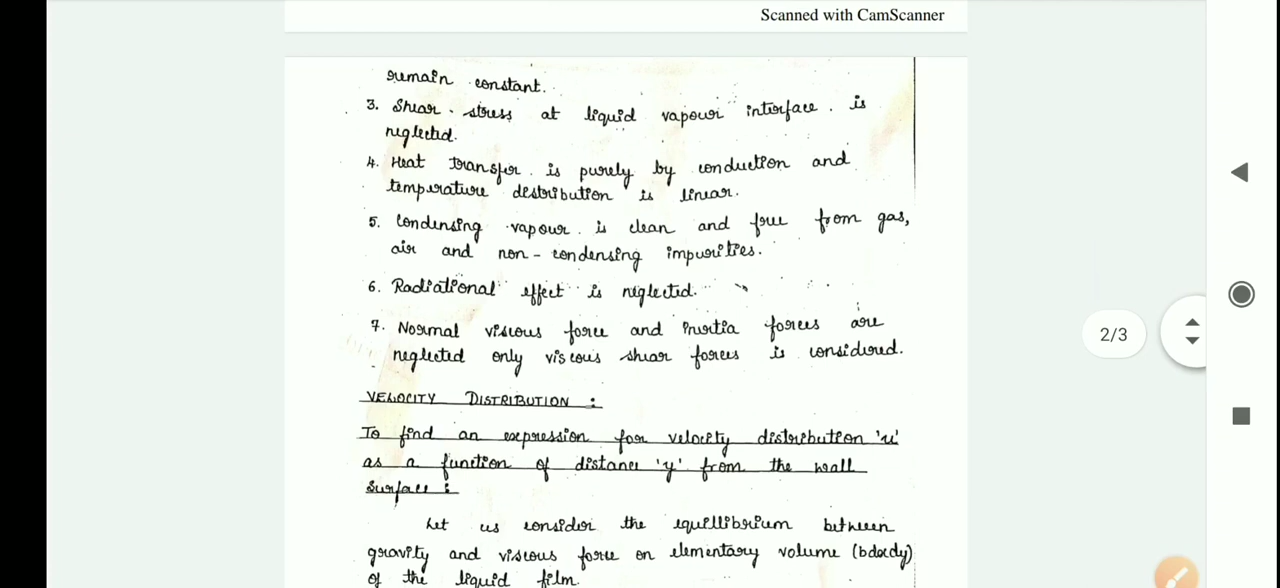 Scanned with CamScanner
remain constant.
3. Shear stress at liquid vapour interface is
neglected.
4. Heat transfer is purely by conduction and
temperature destribution is linear.
5. Condensing vapour is clean and free from gas,
air and non-condensing impurities.
6. Radiational effect is neglected.
7. Normal viscous force and inertia forces are
neglected only viscous shear forces is considered.
VELOCITY DISTRIBUTION :
To find an expression for velocity distribution 'u'
as a function of distance 'y' from the wall
surface :
Let us consider the equillibrium between
gravity and viscous force on elementary volume (bdxdy)
of the liquid film.
2/3